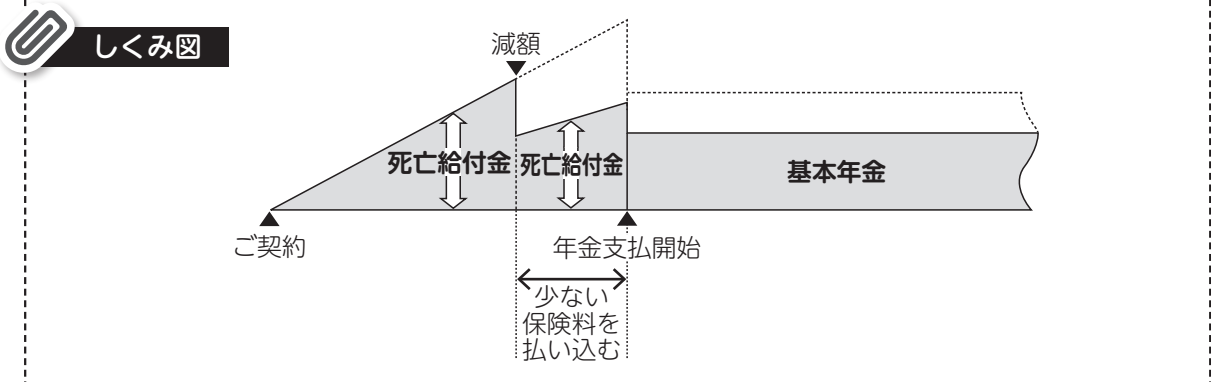 しくみ図
減額
死亡給付金
死亡給付金
基本年金
ご契約
年金支払開始
少ない
保険料を
払い込む